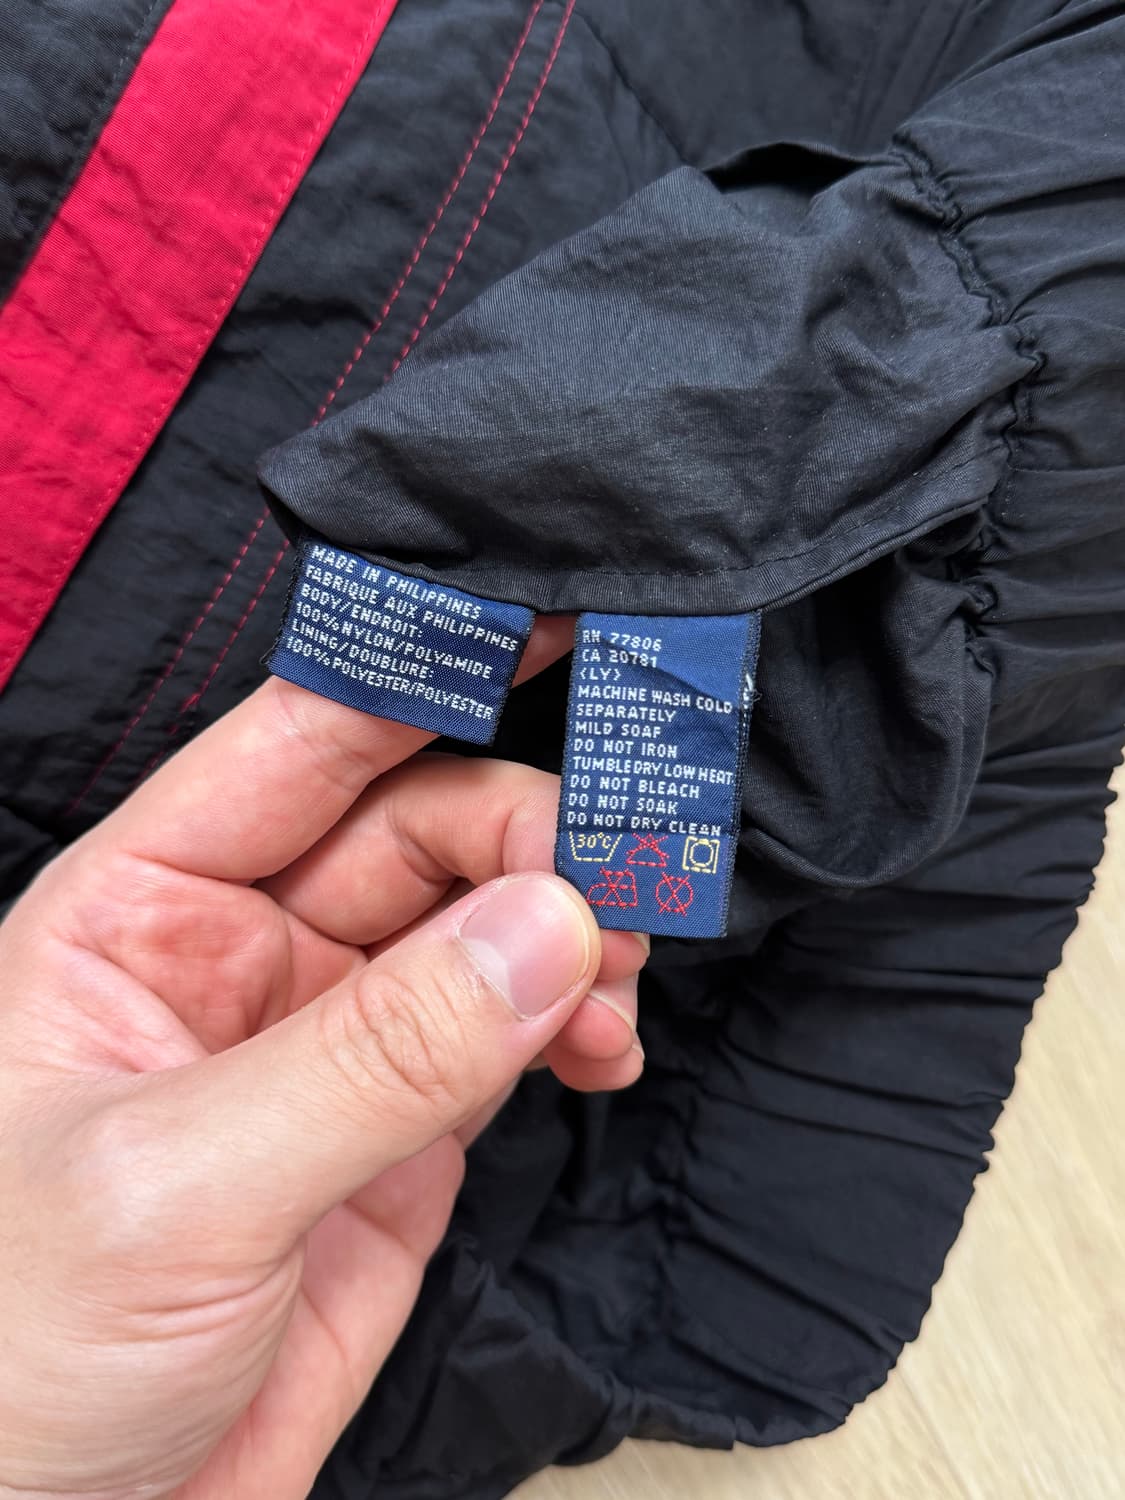 MADE IN PHILIPPINES
FABRIQUE AUX PHILIPPINES
BODY/ENDROIT:
100%NYLON/POLYAMIDE
LINING/DOUBLURE:
100%POLYESTER/POLYESTER
RN 77806
CA 20781
(LY)
MACHINE WASH COLD
SEPARATELY
MILD SOAP
DO NOT IRON
TUMBLE DRY LOW HEAT
DO NOT BLEACH
DO NOT SOAK
DO NOT DRY CLEAN
30°C